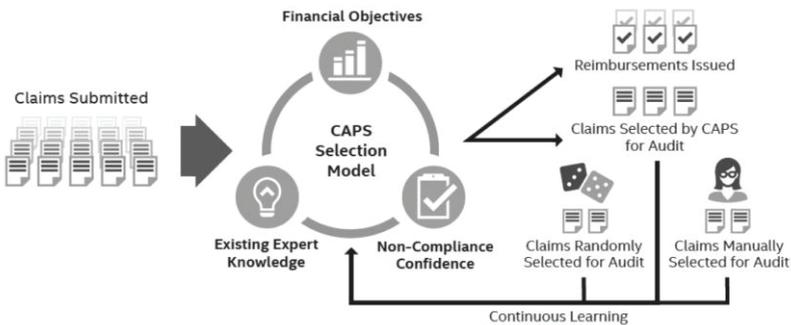 Financial Objectives
Claims Submitted
CAPS
Selection
Model
Existing Expert
Knowledge
Non-Compliance
Confidence
Reimbursements Issued
Claims Selected by CAPS
for Audit
Claims Randomly
Selected for Audit
Claims Manually
Selected for Audit
Continuous Learning